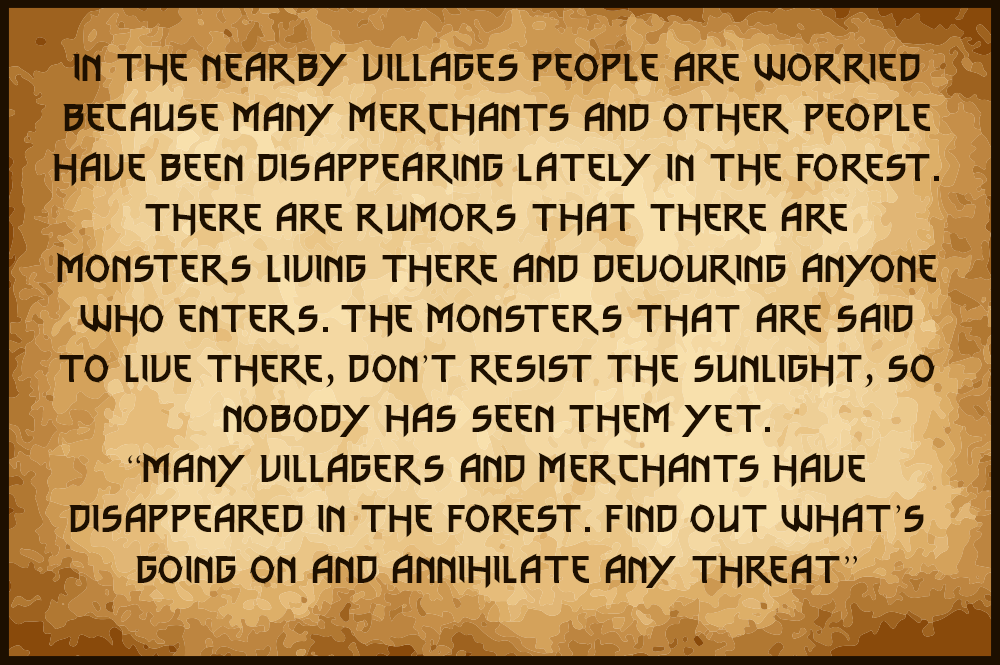 IN THE NEARBY VILLAGES PEOPLE ARE WORRIED
BECAUSE MANY MERCHANTS AND OTHER PEOPLE
HAVE BEEN DISAPPEARING LATELY IN THE FOREST.
THERE ARE RUMORS THAT THERE ARE
MONSTERS LIVING THERE AND DEVOURING ANYONE
WHO ENTERS. THE MONSTERS THAT ARE SAID
TO LIVE THERE, DON'T RESIST THE SUNLIGHT, SO
NOBODY HAS SEEN THEM YET.
“MANY VILLAGERS AND MERCHANTS HAVE
DISAPPEARED IN THE FOREST. FIND OUT WHAT'S
GOING ON AND ANNIHILATE ANY THREAT”